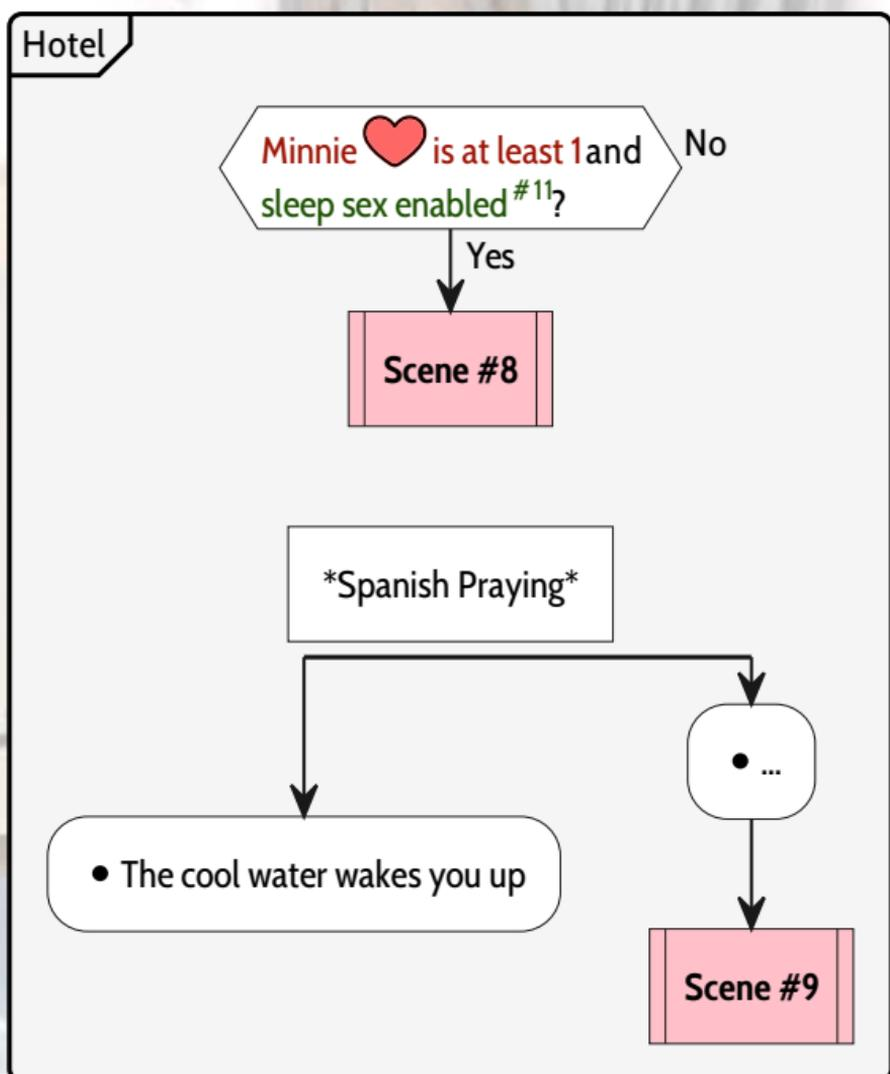 Hotel
Minnie is at least 1 and
No
sleep sex enabled #11?
Yes
Scene #8
*Spanish Praying*
• ...
• The cool water wakes you up
Scene #9